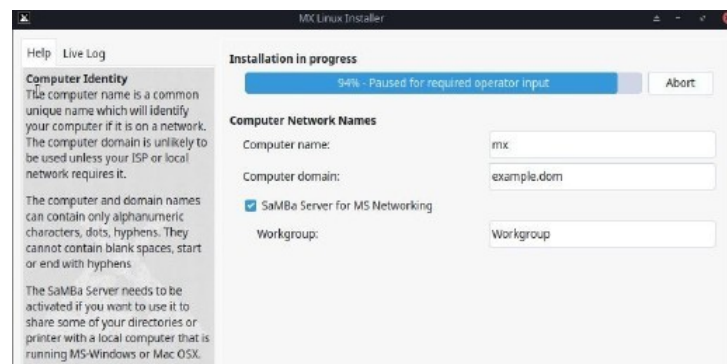 MX Linux Installer
Help Live Log
Computer Identity
The computer name is a common
unique name which will identify
your computer if it is on a network.
The computer domain is unlikely to
be used unless your ISP or local
network requires it.
The computer and domain names
can contain only alphanumeric
characters, dots, hyphens. They
cannot contain blank spaces, start
or end with hyphens
The SaMBa Server needs to be
activated if you want to use it to
share some of your directories or
printer with a local computer that is
running MS-Windows or Mac OSX.
Installation in progress
94% - Paused for required operator input
Abort
Computer Network Names
Computer name: mx
Computer domain: example.dom
SaMBa Server for MS Networking
Workgroup: Workgroup